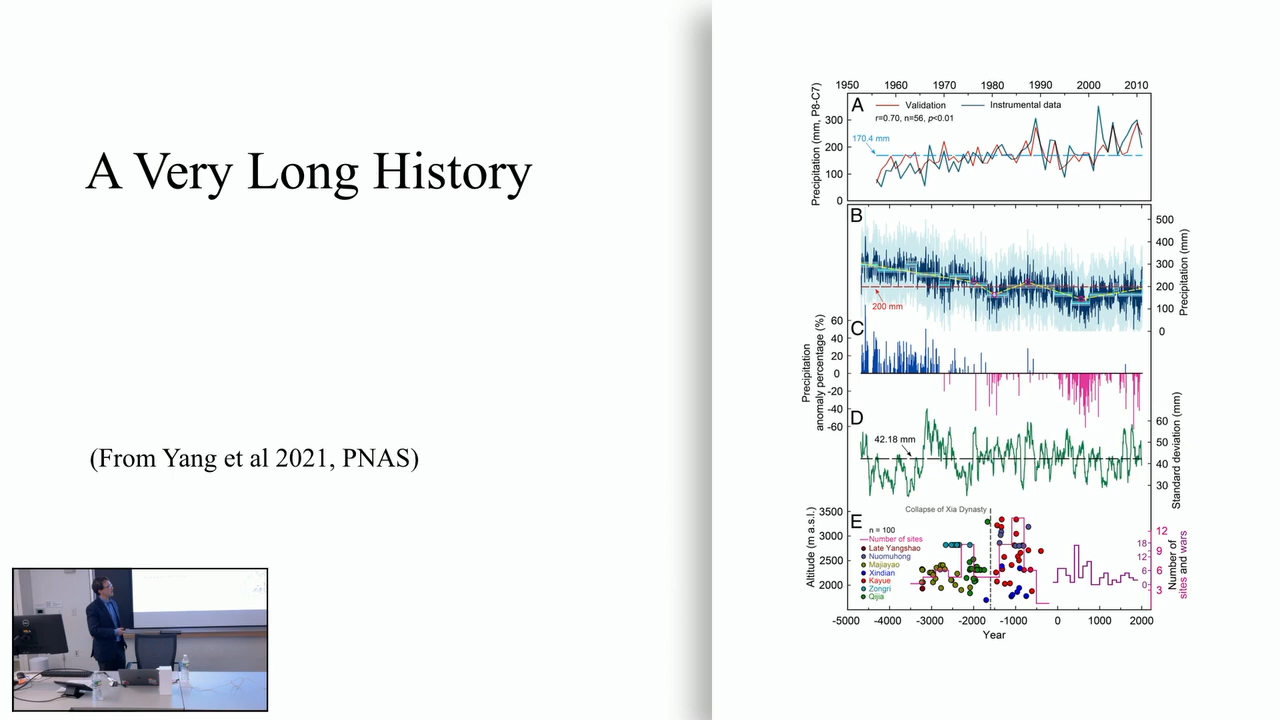 A Very Long History
(From Yang et al 2021, PNAS)
1950 1960 1970 1980 1990 2000 2010
A
Validation Instrumental data
r=0.70, n=56, p<0.01
170.4 mm
Precipitation (mm, P8-C7)
300
200
100
0
B
200 mm
500
400
300
200
100
0
Precipitation (mm)
C
60
40
20
0
-20
-40
-60
Precipitation
anomaly percentage (%)
D
42.18 mm
60
50
40
30
Standard deviation (mm)
Collapse of Xia Dynasty
E
n = 100
Number of sites
Late Yangshao
Nuomuhong
Majiayao
Xindian
Kayue
Zongri
Qijia
3500
3000
2500
2000
Altitude (m a.s.l.)
18
12
6
0
12
9
6
3
Number of
sites and wars
-5000 -4000 -3000 -2000 -1000 0 1000 2000
Year